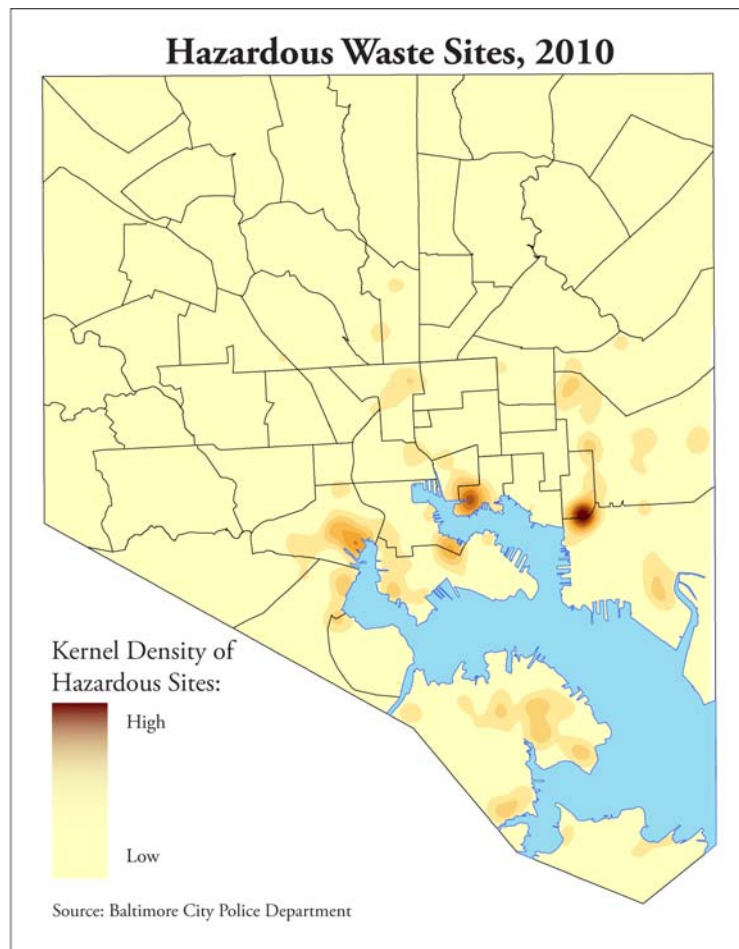 Hazardous Waste Sites, 2010
Kernel Density of
Hazardous Sites:
High
Low
Source: Baltimore City Police Department